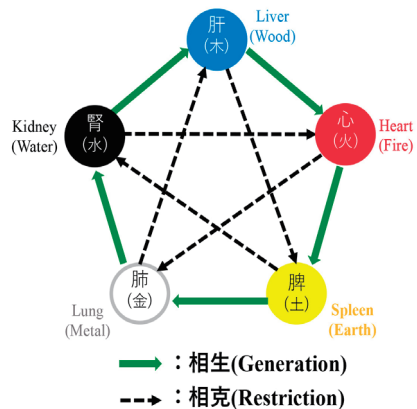 Liver
(Wood)
肝
(木)
Kidney
(Water)
腎
(水)
心
(火)
Heart
(Fire)
Lung
(Metal)
肺
(金)
脾
(土)
Spleen
(Earth)
：相生(Generation)
：相克(Restriction)